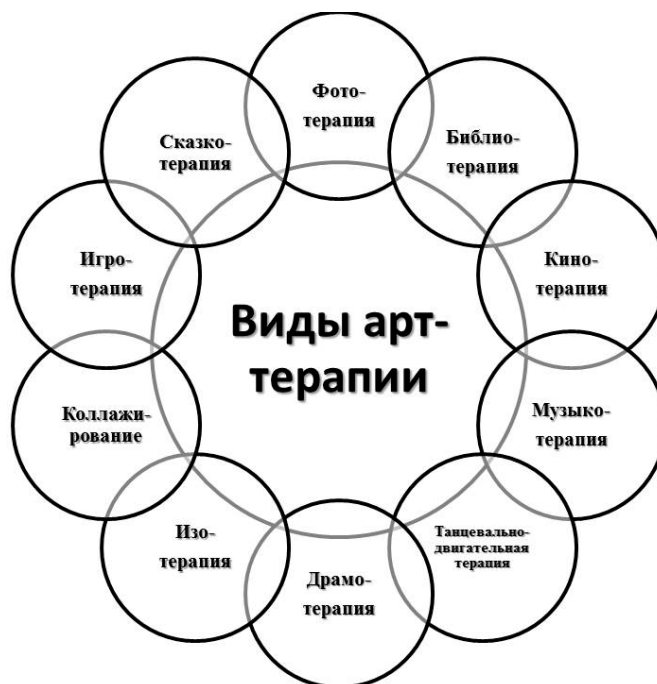 Фото-
терапия
Библио-
терапия
Кино-
терапия
Музыко-
терапия
Танцевально-
двигательная
терапия
Драмо-
терапия
Изо-
терапия
Коллажи-
рование
Игро-
терапия
Сказко-
терапия
Виды арт-
терапии